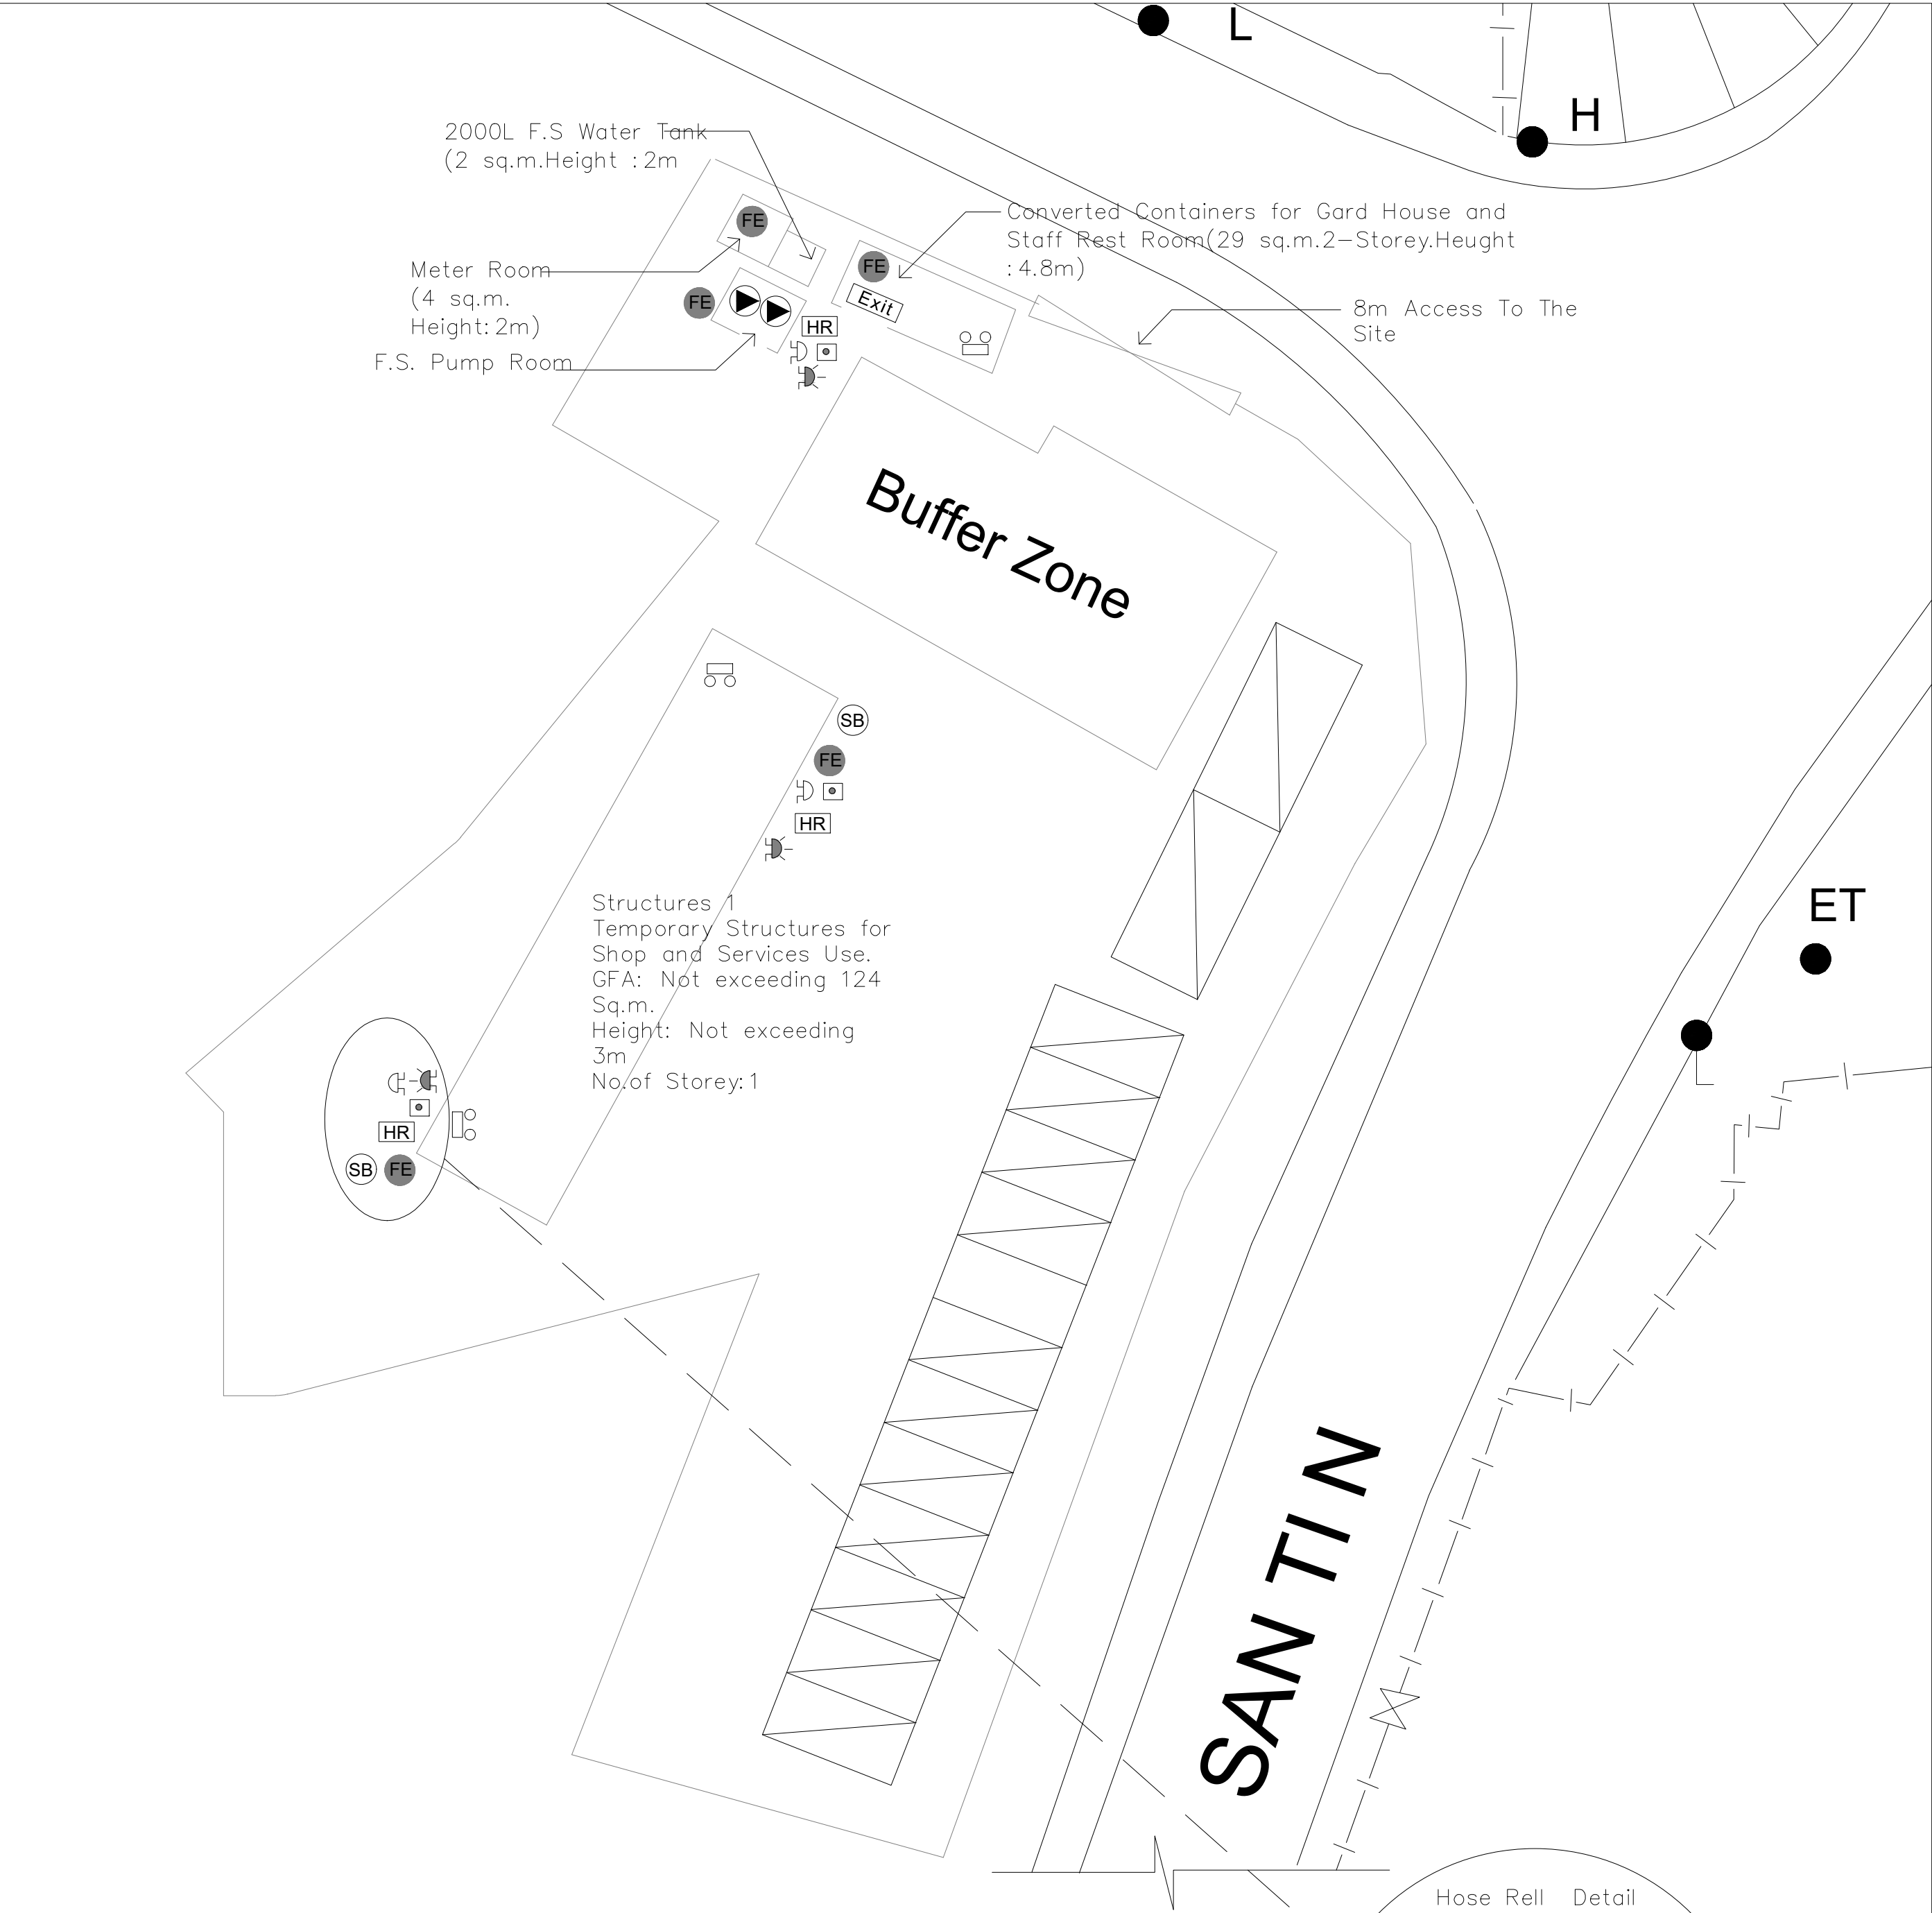 L
H
2000L F.S Water Tank
(2 sq.m.Height :2m
FE
Converted Containers for Gard House and
Staff Rest Room(29 sq.m.2-Storey.Heught
:4.8m)
Meter Room
(4 sq.m.
Height:2m)
FE
FE
Exit
HR
8m Access To The
Site
F.S. Pump Room
Buffer Zone
SB
FE
HR
Structures 1
Temporary Structures for
Shop and Services Use.
GFA: Not exceeding 124
Sq.m.
Height: Not exceeding
3m
No.of Storey:1
ET
HR
SB
FE
SAN TIN
Hose Rell Detail